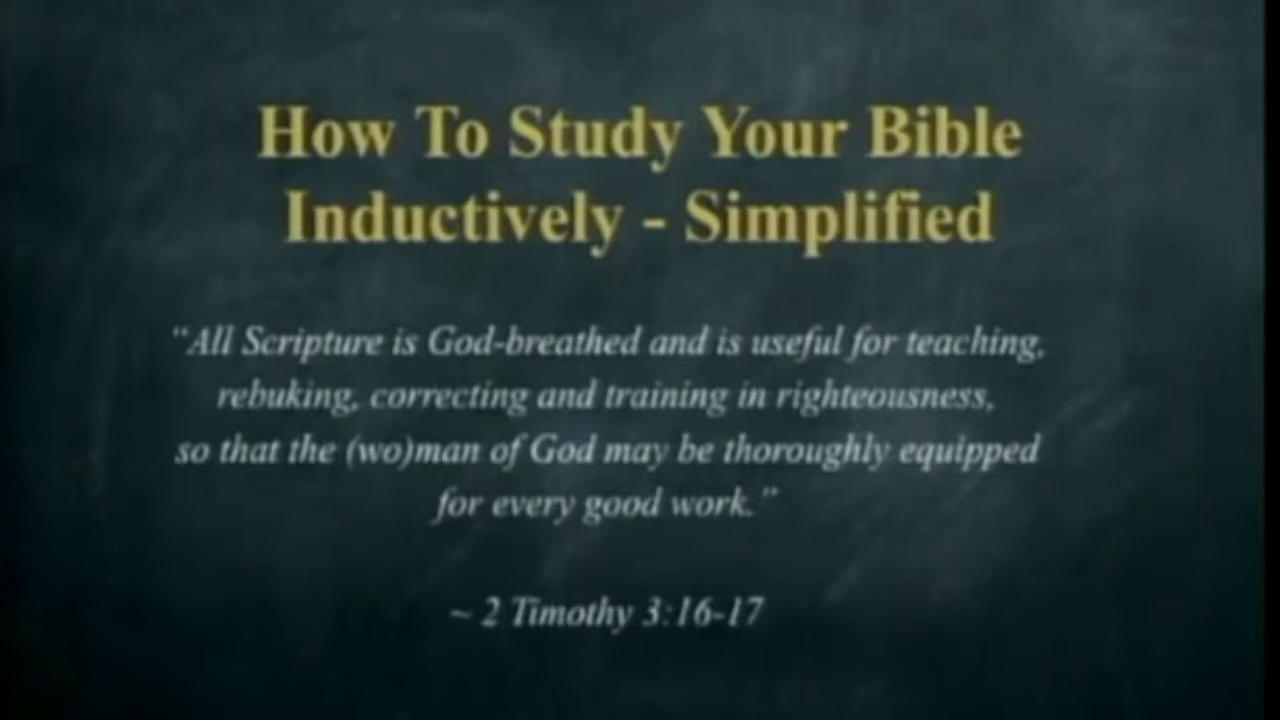 How To Study Your Bible
Inductively - Simplified
“All Scripture is God-breathed and is useful for teaching,
rebuking, correcting and training in righteousness,
so that the (wo)man of God may be thoroughly equipped
for every good work.”
~ 2 Timothy 3:16-17